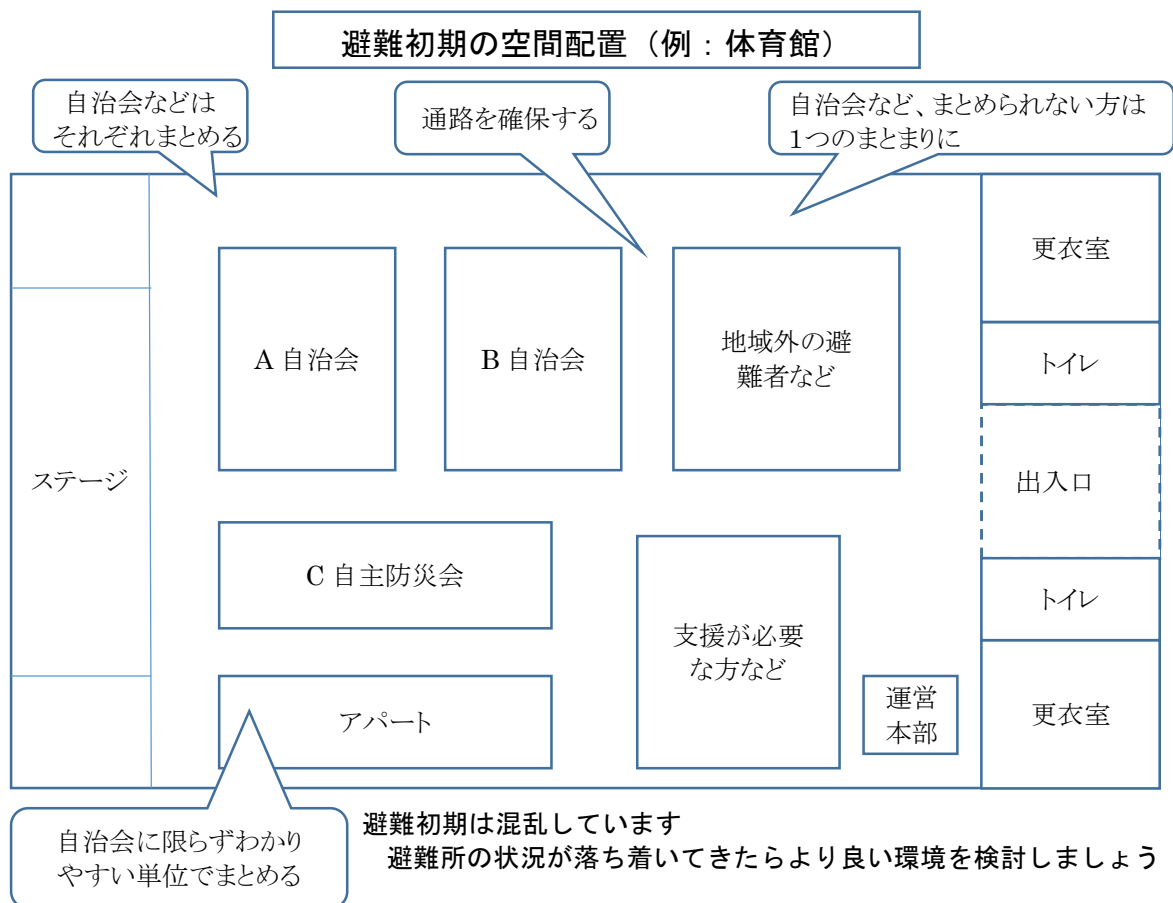 避難初期の空間配置（例：体育館）
自治会などは
それぞれまとめる
通路を確保する
自治会など、まとめられない方は
1つのまとまりに
A 自治会
B 自治会
地域外の避
難者など
更衣室
トイレ
ステージ
出入口
C 自主防災会
トイレ
支援が必要
な方など
アパート
運営
本部
更衣室
自治会に限らずわかり
やすい単位でまとめる
避難初期は混乱しています
避難所の状況が落ち着いてきたらより良い環境を検討しましょう